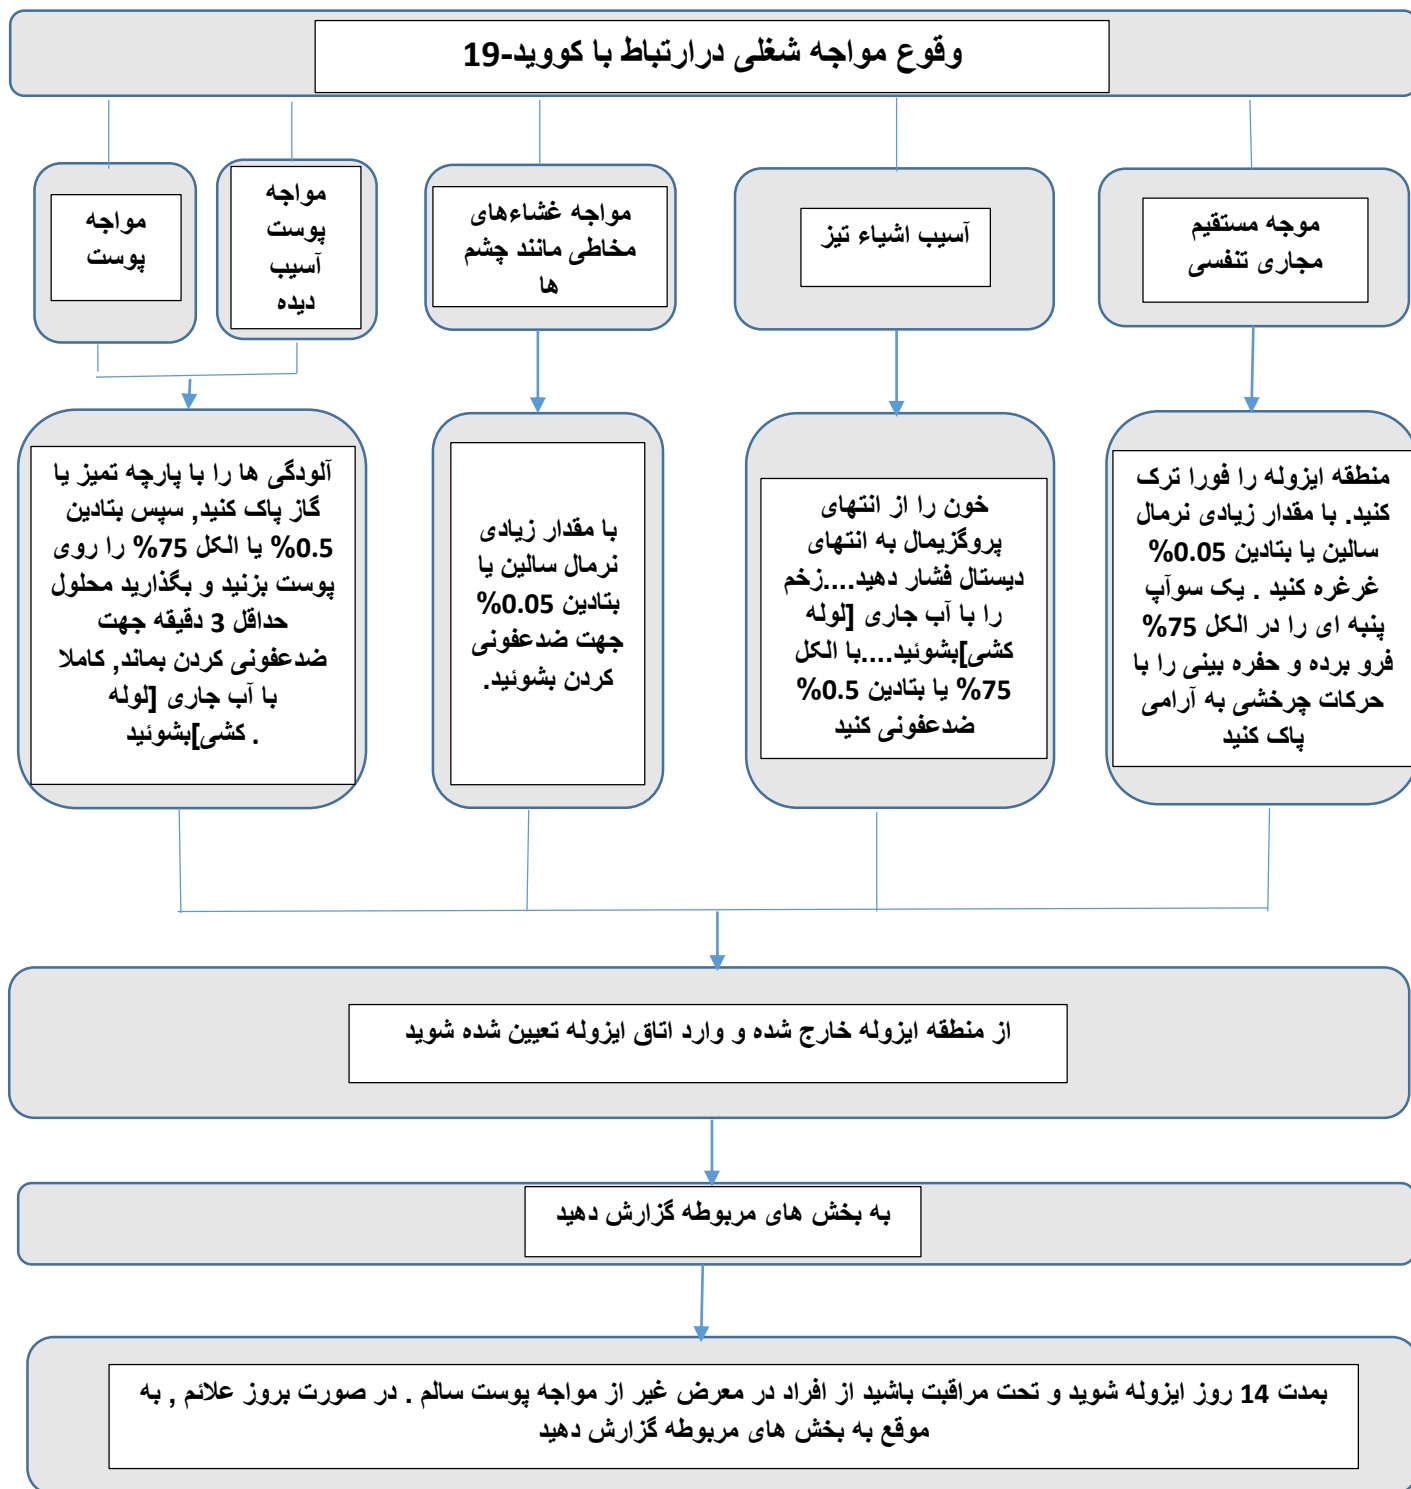 وقوع مواجه شغلی درارتباط با کووید-19
موجه مستقیم
مجاری تنفسی
آسیب اشیاء تیز
مواجه غشاءهای
مخاطی مانند چشم
ها
مواجه
پوست
آسیب
دیده
مواجه
پوست
منطقه ایزوله را فورا ترک
کنید. با مقدار زیادی نرمال
سالین یا بتادین 0.05%
غرغره کنید . یک سوآپ
پنبه ای را در الکل 75%
فرو برده و حفره بینی را با
حرکات چرخشی به آرامی
پاک کنید
خون را از انتهای
پروگزیمال به انتهای
دیستال فشار دهید....زخم
را با آب جاری [لوله
کشی]بشوئید....با الکل
75% یا بتادین 0.5%
ضدعفونی کنید
با مقدار زیادی
نرمال سالین یا
بتادین 0.05%
جهت ضدعفونی
کردن بشوئید.
آلودگی ها را با پارچه تمیز یا
گاز پاک کنید, سپس بتادین
0.5% یا الکل 75% را روی
پوست بزنید و بگذارید محلول
حداقل 3 دقیقه جهت
ضدعفونی کردن بماند, کاملا
با آب جاری [لوله
کشی]بشوئید .
از منطقه ایزوله خارج شده و وارد اتاق ایزوله تعیین شده شوید
به بخش های مربوطه گزارش دهید
بمدت 14 روز ایزوله شوید و تحت مراقبت باشید از افراد در معرض غیر از مواجه پوست سالم . در صورت بروز علائم , به
موقع به بخش های مربوطه گزارش دهید